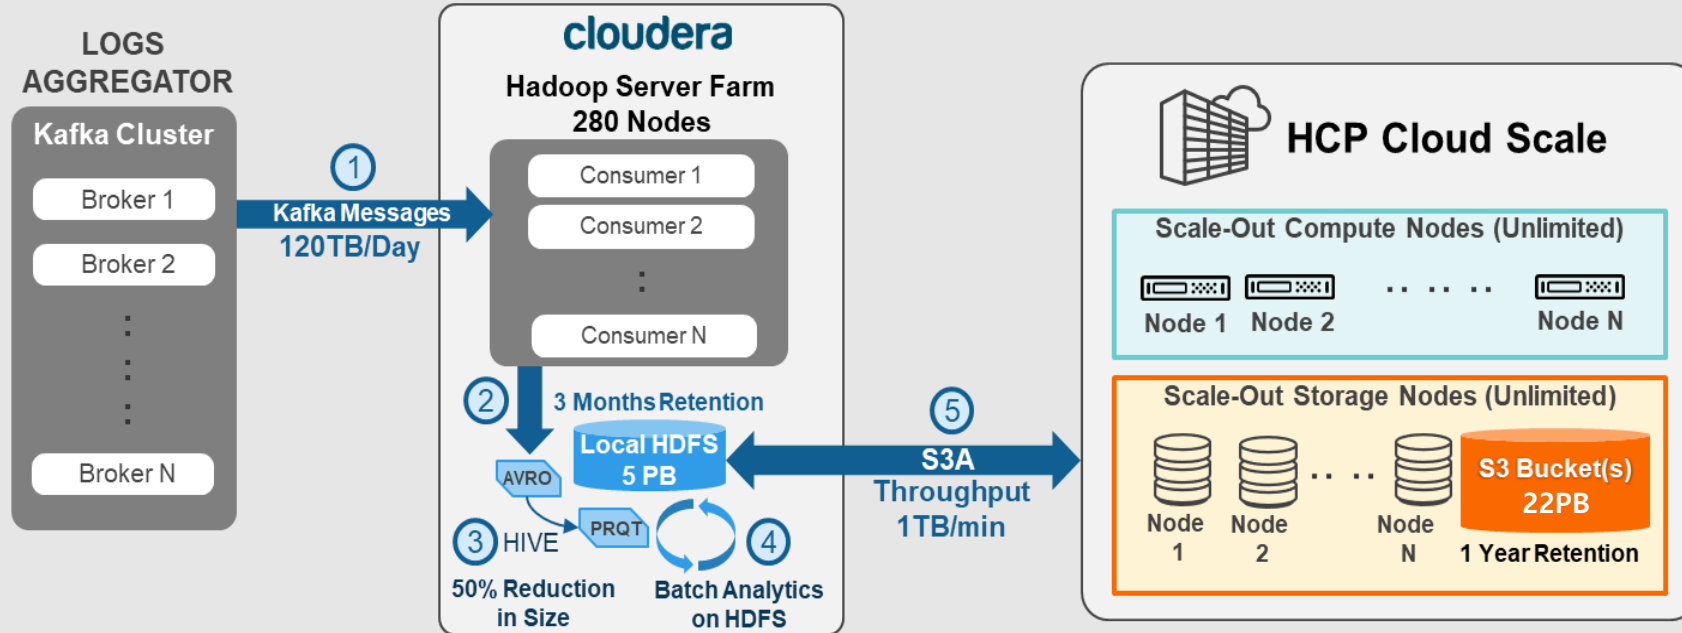 LOGS
AGGREGATOR
Kafka Cluster
Broker 1
Broker 2
:
:
:
Broker N
1
Kafka Messages
120TB/Day
cloudera
Hadoop Server Farm
280 Nodes
Consumer 1
Consumer 2
:
Consumer N
2
3 Months Retention
Local HDFS
5 PB
AVRO
PRQT
3
HIVE
50% Reduction
in Size
4
Batch Analytics
on HDFS
5
S3A
Throughput
1TB/min
HCP Cloud Scale
Scale-Out Compute Nodes (Unlimited)
Node 1
Node 2
.. .. ..
Node N
Scale-Out Storage Nodes (Unlimited)
Node
1
Node
2
.. ..
Node
N
S3 Bucket(s)
22PB
1 Year Retention